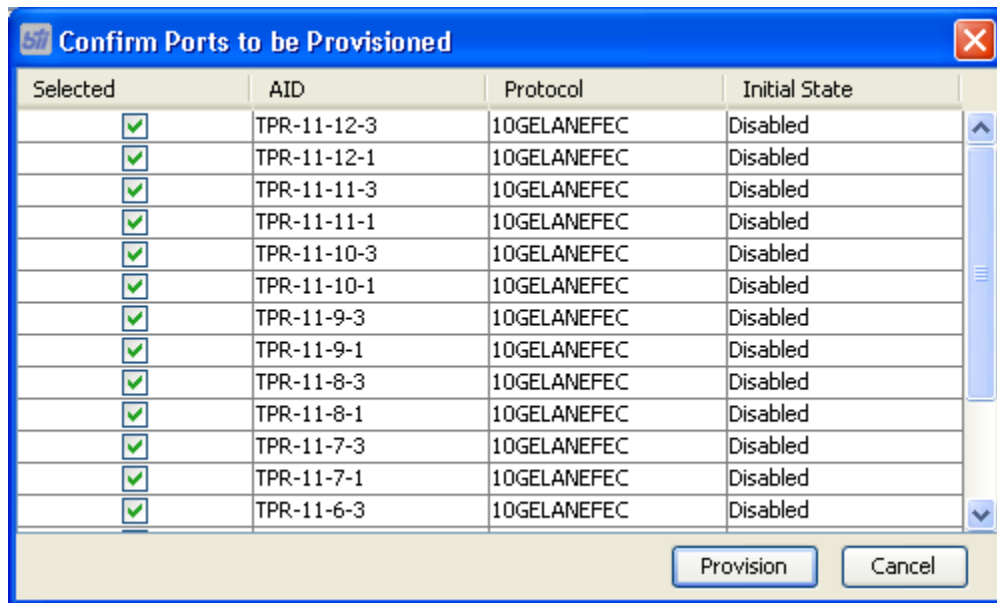 bti Confirm Ports to be Provisioned
Selected AID Protocol Initial State
TPR-11-12-3 10GELANEFEC Disabled
TPR-11-12-1 10GELANEFEC Disabled
TPR-11-11-3 10GELANEFEC Disabled
TPR-11-11-1 10GELANEFEC Disabled
TPR-11-10-3 10GELANEFEC Disabled
TPR-11-10-1 10GELANEFEC Disabled
TPR-11-9-3 10GELANEFEC Disabled
TPR-11-9-1 10GELANEFEC Disabled
TPR-11-8-3 10GELANEFEC Disabled
TPR-11-8-1 10GELANEFEC Disabled
TPR-11-7-3 10GELANEFEC Disabled
TPR-11-7-1 10GELANEFEC Disabled
TPR-11-6-3 10GELANEFEC Disabled
Provision Cancel